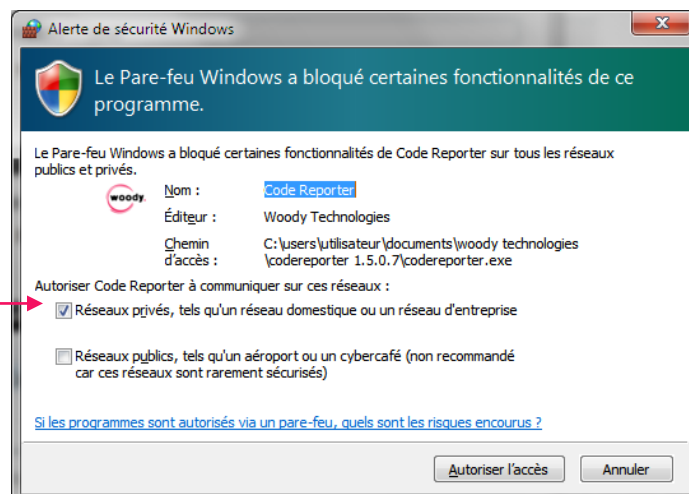 Alerte de sécurité Windows
Le Pare-feu Windows a bloqué certaines fonctionnalités de ce
programme.
Le Pare-feu Windows a bloqué certaines fonctionnalités de Code Reporter sur tous les réseaux
publics et privés.
woody.
Nom : Code Reporter
Éditeur : Woody Technologies
Chemin C:\users\utilisateur\documents\woody technologies
d'accès : \codereporter 1.5.0.7\codereporter.exe
Autoriser Code Reporter à communiquer sur ces réseaux :
Réseaux privés, tels qu'un réseau domestique ou un réseau d'entreprise
Réseaux publics, tels qu'un aéroport ou un cybercafé (non recommandé
car ces réseaux sont rarement sécurisés)
Si les programmes sont autorisés via un pare-feu, quels sont les risques encourus ?
Autoriser l'accès Annuler